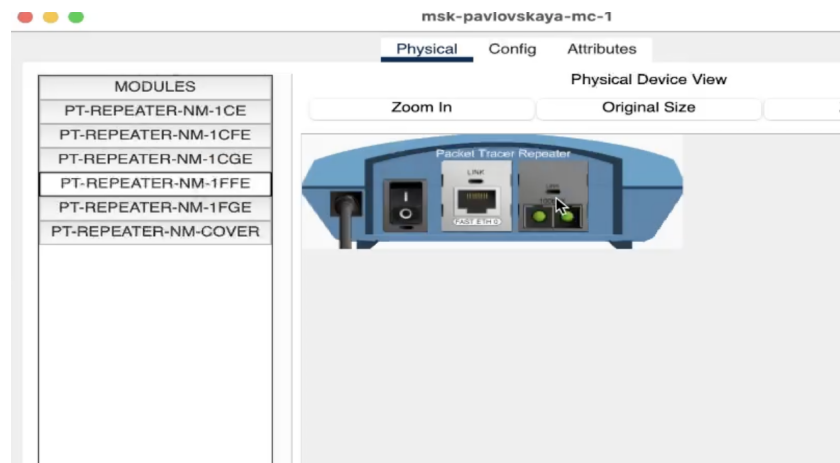 msk-pavlovskaya-mc-1
Physical Config Attributes
MODULES
PT-REPEATER-NM-1CE
PT-REPEATER-NM-1CFE
PT-REPEATER-NM-1CGE
PT-REPEATER-NM-1FFE
PT-REPEATER-NM-1FGE
PT-REPEATER-NM-COVER
Physical Device View
Zoom In Original Size
Packet Tracer Repeater
LINK
FAST ETH 0